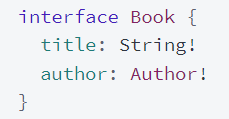 interface Book {
  title: String!
  author: Author!
}